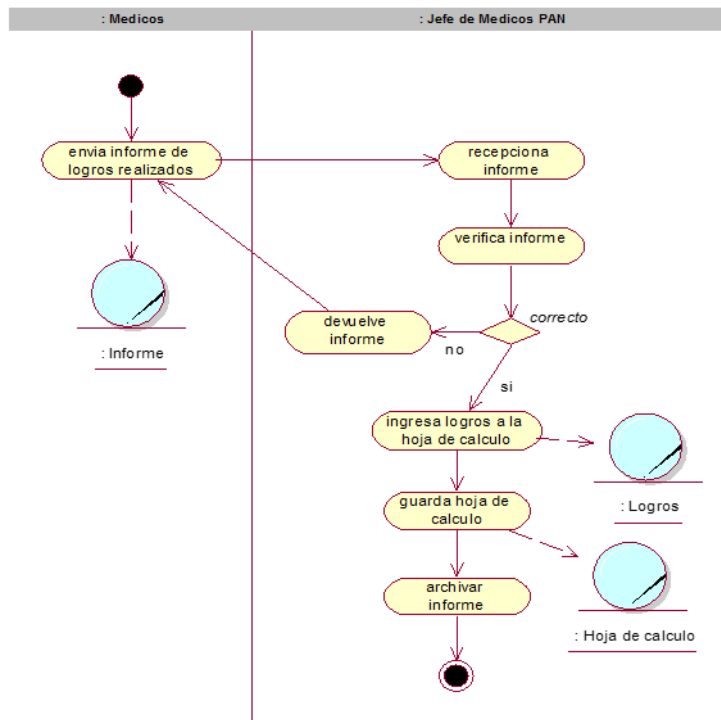 : Medicos
: Jefe de Medicos PAN
envia informe de
logros realizados
recepciona
informe
verifica informe
correcto
devuelve
informe
no
: Informe
si
ingresa logros a la
hoja de calculo
: Logros
guarda hoja de
calculo
archivar
informe
: Hoja de calculo